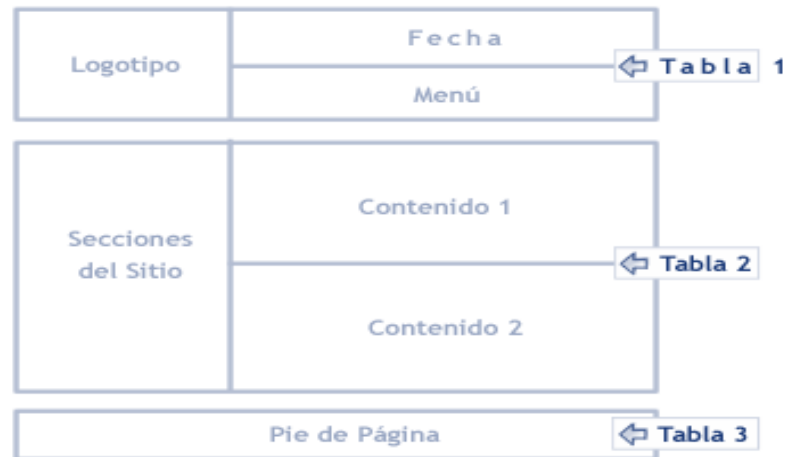 Fecha
Logotipo
Tabla 1
Menú
Contenido 1
Secciones
del Sitio
Tabla 2
Contenido 2
Pie de Página
Tabla 3